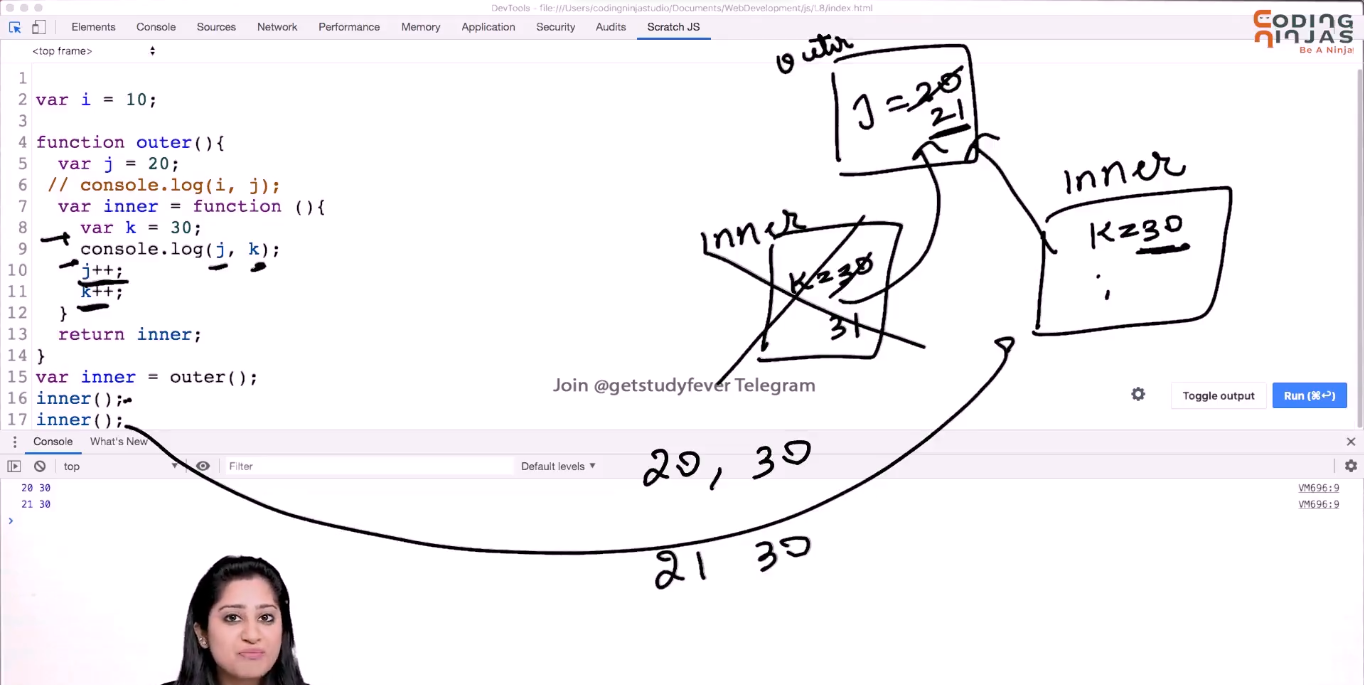 DevTools - file:///Users/codingninjastudio/Documents/WebDevelopment/js/L8/index.html
CODING
NINJAS
Be A Ninja!
Elements Console Sources Network Performance Memory Application Security Audits Scratch JS
<top frame>
1
2 var i = 10;
3
4 function outer(){
5 var j = 20;
6 // console.log(i, j);
7 var inner = function (){
8 var k = 30;
9 console.log(j, k);
10 j++;
11 k++;
12 }
13 return inner;
14 }
15 var inner = outer();
16 inner();
17 inner();
outer
J = 20
21
inner
K = 30
31
inner
K = 30
;
Join @getstudyfever Telegram
Toggle output Run (⌘↩)
Console What's New
top Filter Default levels ▼
20, 30
20 30 VM696:9
21 30 VM696:9
>
21 30